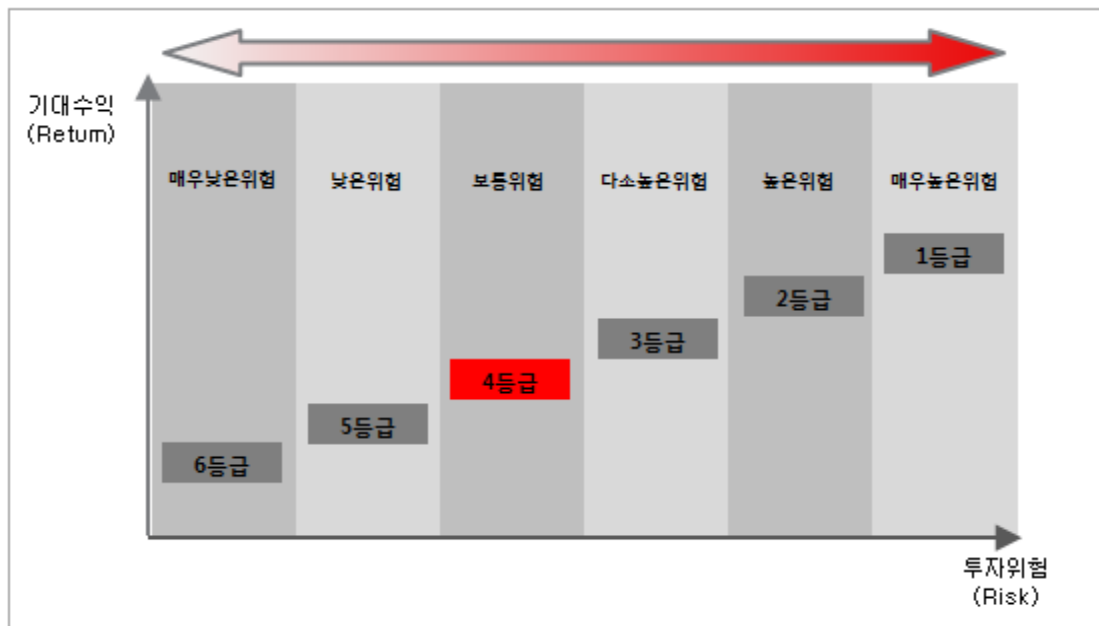 기대수익
(Retum)
매우낮은위험
낮은위험
보통위험
다소높은위험
높은위험
매우높은위험
1등급
2등급
3등급
4등급
5등급
6등급
투자위험
(Risk)